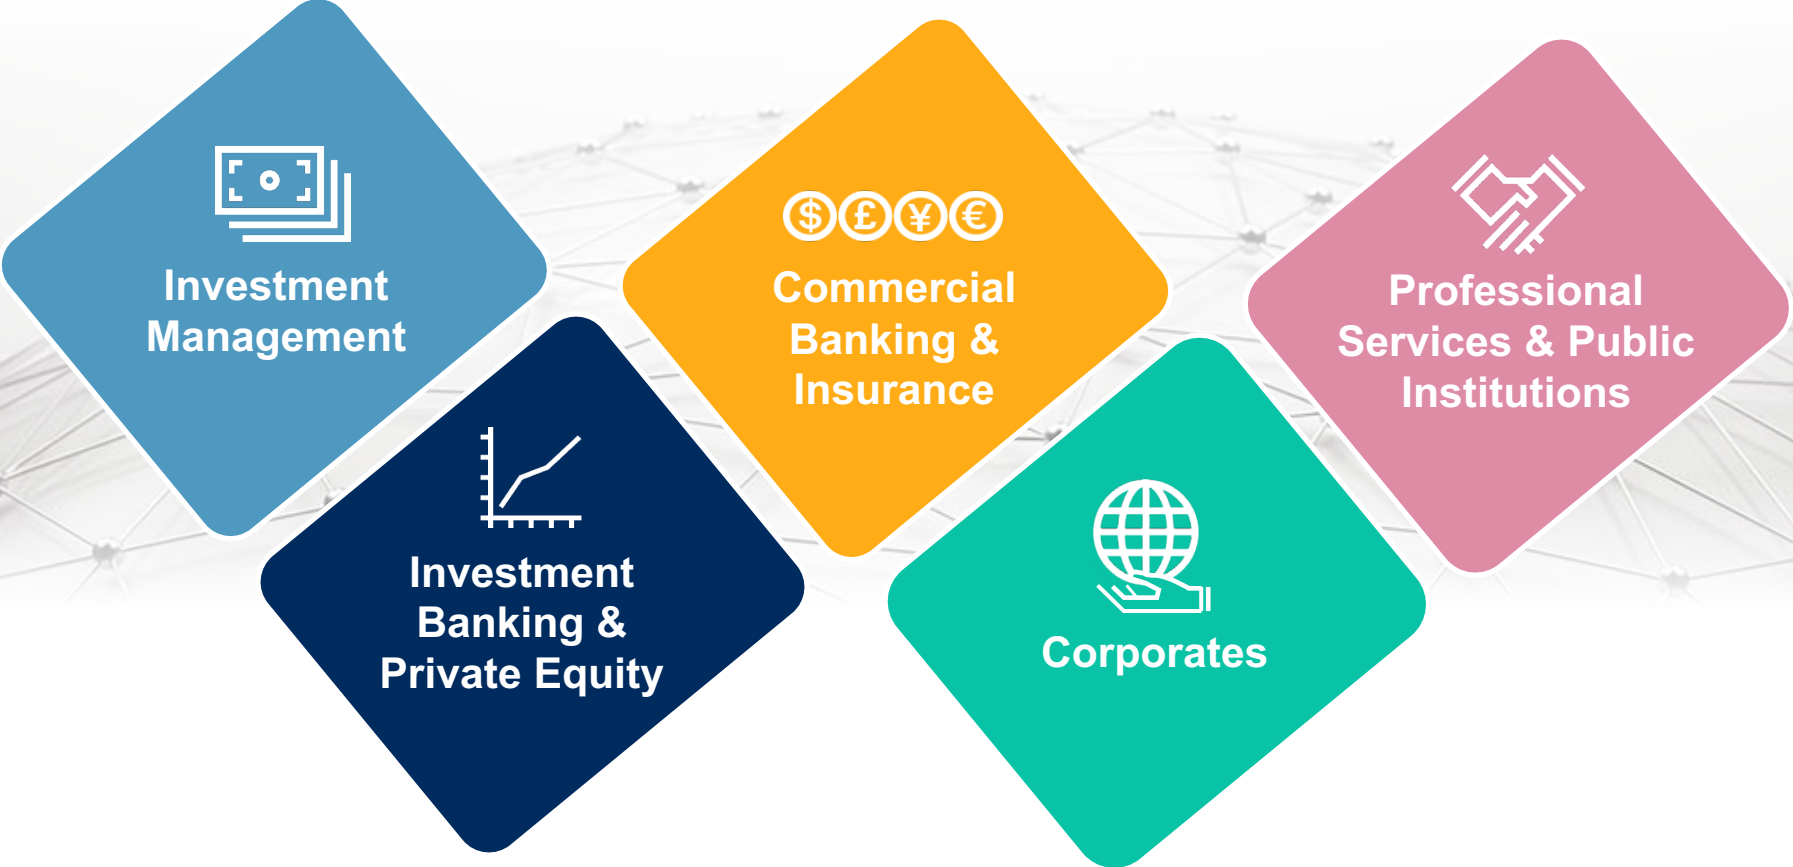 Investment
Management
Investment
Banking &
Private Equity
$ £ ¥ €
Commercial
Banking &
Insurance
Corporates
Professional
Services & Public
Institutions